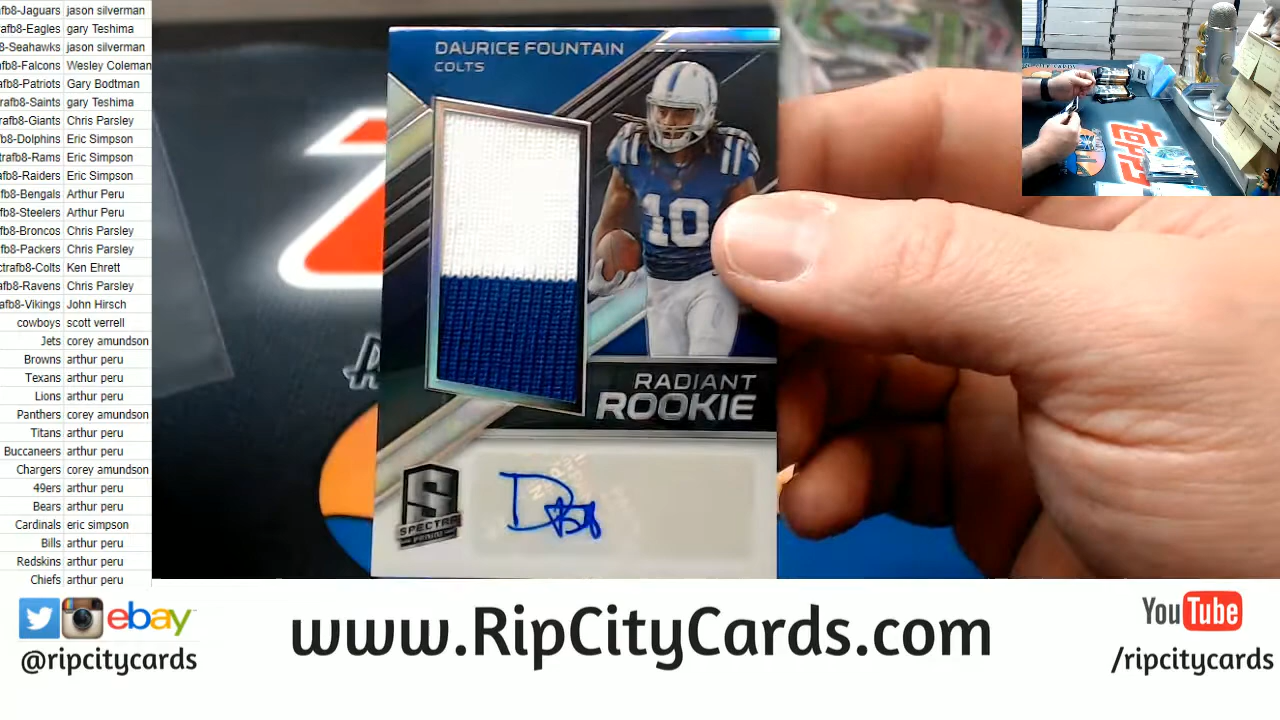 fb8-Jaguars jason silverman
afb8-Eagles gary Teshima
8-Seahawks jason silverman
afb8-Falcons Wesley Coleman
afb8-Patriots Gary Bodtman
rafb8-Saints gary Teshima
rafb8-Giants Chris Parsley
fb8-Dolphins Eric Simpson
trafb8-Rams Eric Simpson
afb8-Raiders Eric Simpson
afb8-Bengals Arthur Peru
fb8-Steelers Arthur Peru
fb8-Broncos Chris Parsley
afb8-Packers Chris Parsley
ctrafb8-Colts Ken Ehrett
afb8-Ravens Chris Parsley
afb8-Vikings John Hirsch
cowboys scott verrell
Jets corey amundson
Browns arthur peru
Texans arthur peru
Lions arthur peru
Panthers corey amundson
Titans arthur peru
Buccaneers arthur peru
Chargers corey amundson
49ers arthur peru
Bears arthur peru
Cardinals eric simpson
Bills arthur peru
Redskins arthur peru
Chiefs arthur peru
DAURICE FOUNTAIN
COLTS
10
RADIANT
ROOKIE
S
SPECTRA
PANINI
TOPPS
ebay
@ripcitycards
www.RipCityCards.com
YouTube
/ripcitycards